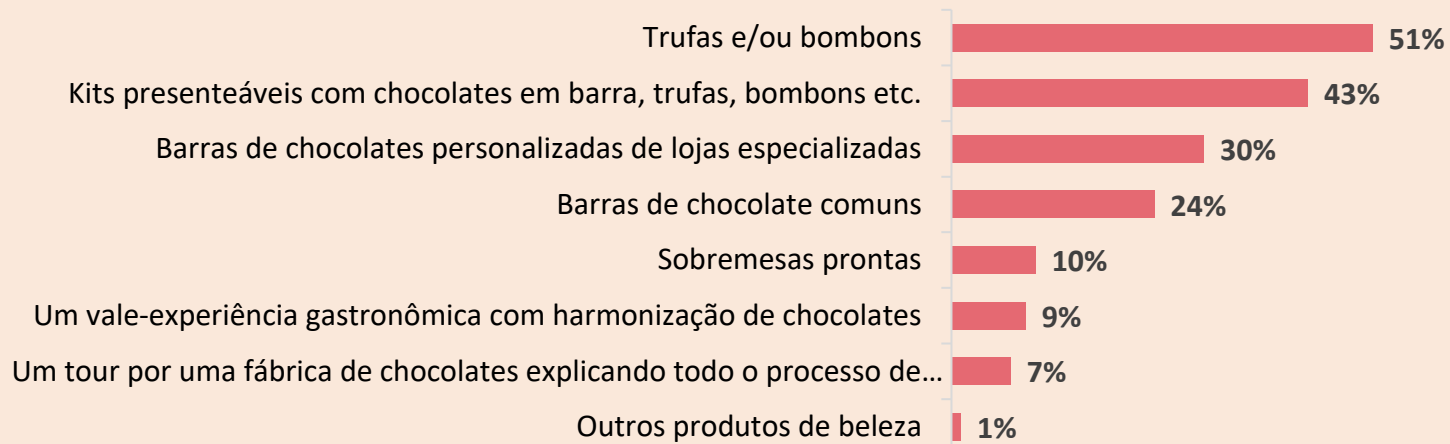 Trufas e/ou bombons 51%
Kits presenteáveis com chocolates em barra, trufas, bombons etc. 43%
Barras de chocolates personalizadas de lojas especializadas 30%
Barras de chocolate comuns 24%
Sobremesas prontas 10%
Um vale-experiência gastronômica com harmonização de chocolates 9%
Um tour por uma fábrica de chocolates explicando todo o processo de… 7%
Outros produtos de beleza 1%